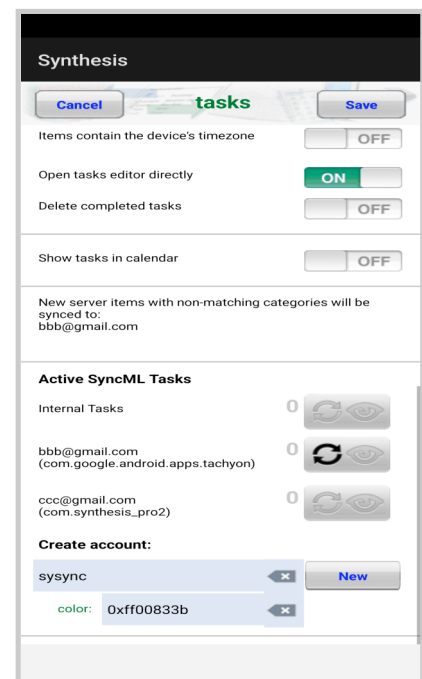 Synthesis
Cancel tasks Save
Items contain the device's timezone OFF
Open tasks editor directly ON
Delete completed tasks OFF
Show tasks in calendar OFF
New server items with non-matching categories will be
synced to:
bbb@gmail.com
Active SyncML Tasks
Internal Tasks 0
bbb@gmail.com 0
(com.google.android.apps.tachyon)
ccc@gmail.com 0
(com.synthesis_pro2)
Create account:
sysync New
color: 0xff00833b